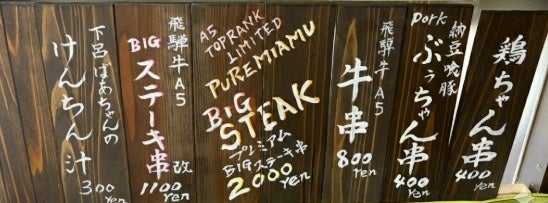 鶏ちゃん串
400yen
pork
納豆喰豚
ぶぅちゃん串
400yen
飛騨牛A5
牛串
800yen
A5
TOPRANK
LIMITED
PUREMIAMU
BIG
STEAK
プレミアム
BIGステーキ串
2000yen
飛騨牛A5
BIG
ステーキ串改
1100yen
下呂ばあちゃんの
けんちん汁
300yen